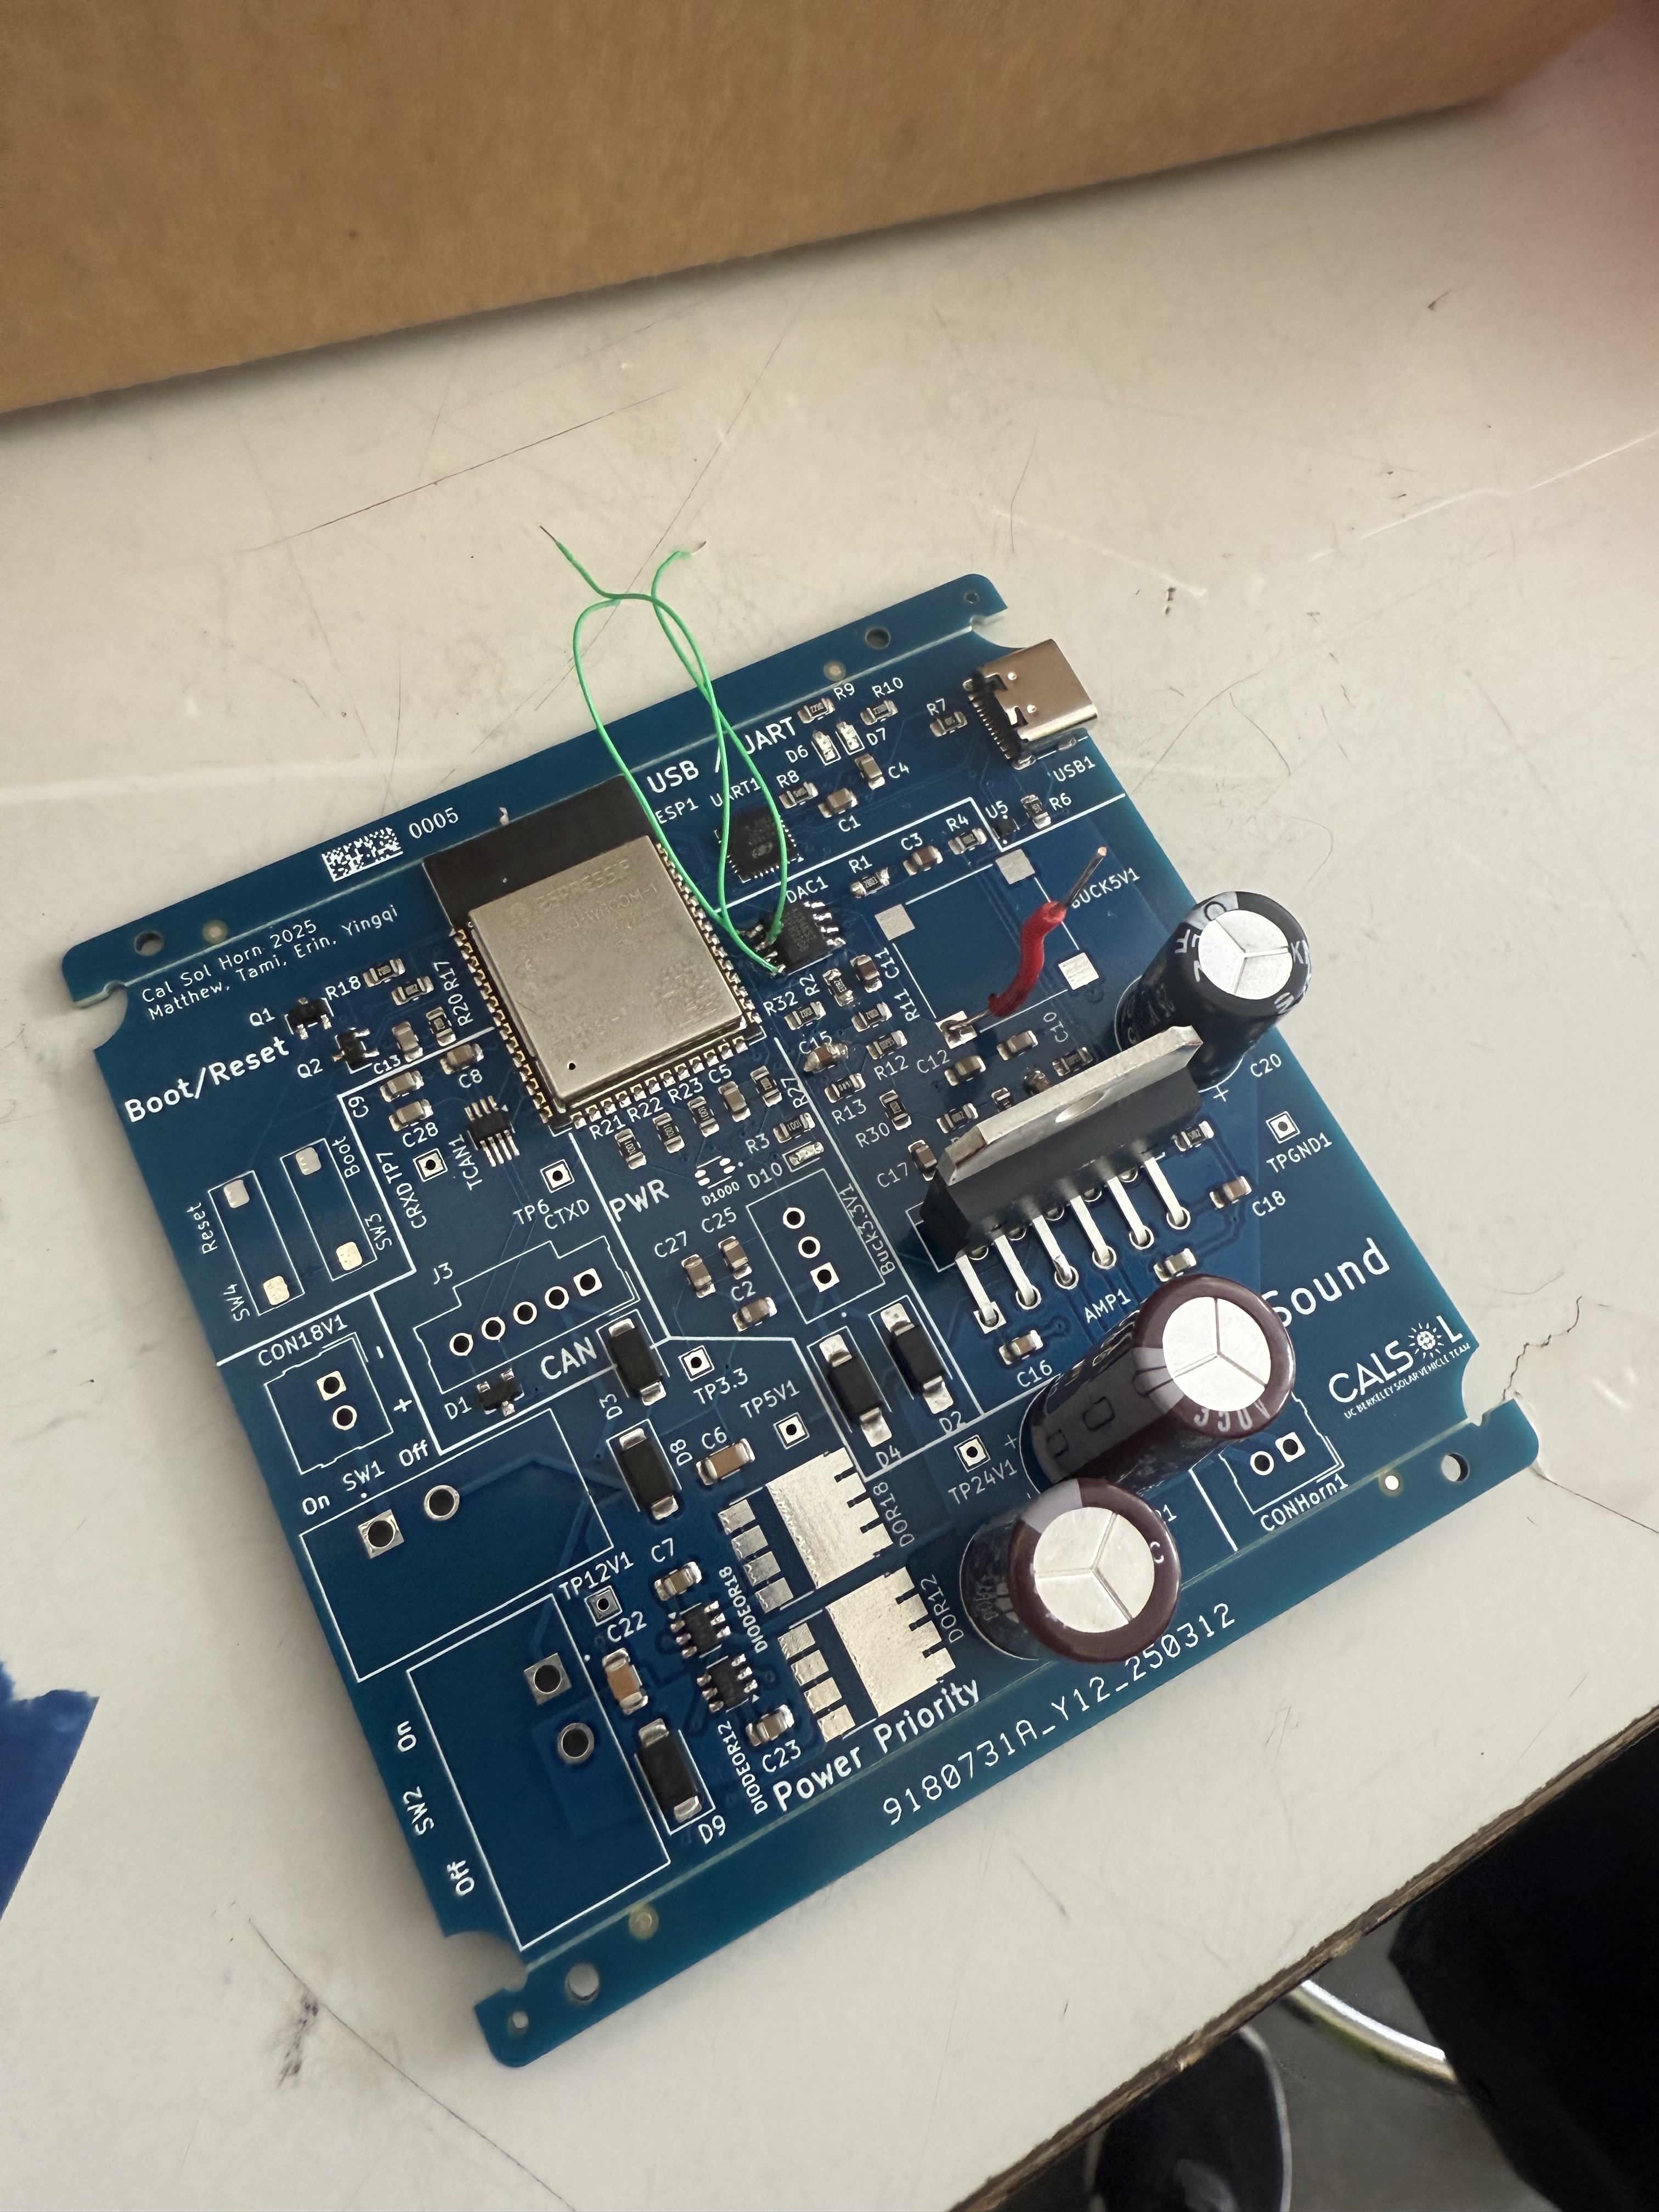 0005
Cal Sol Horn 2025
Matthew, Tami, Erin, Yingqi
USB / UART
R9
R10
D6
D7
R7
USB1
R8
C4
ESP1
UART1
C1
U5
R6
R4
C3
R1
DAC1
BUCK5V1
Q1
R18
R17
R20
Q2
Boot/Reset
C13
C9
C8
C28
R32
R2
C11
R11
C15
C10
R12
C12
C20
+
R13
R27
C5
R23
R22
R21
R30
R3
C17
TPGND1
TCAN1
TP7
CRXD
TP6
CTXD
D1000
D10
PWR
C18
Reset
Boot
SW3
SW4
C25
C27
C2
Buck3.3V1
J3
AMP1
Sound
CALSOL
UC BERKELEY SOLAR VEHICLE TEAM
CON18V1
-
+
CAN
D1
D3
TP3.3
TP5V1
C16
D2
D4
D8
C6
TP24V1
+
CONHorn1
On
SW1
Off
DOR18
C7
TP12V1
DIODEOR18
DOR12
C22
DIODEOR12
C23
D9
Power Priority
9180731A_Y12_250312
On
SW2
Off